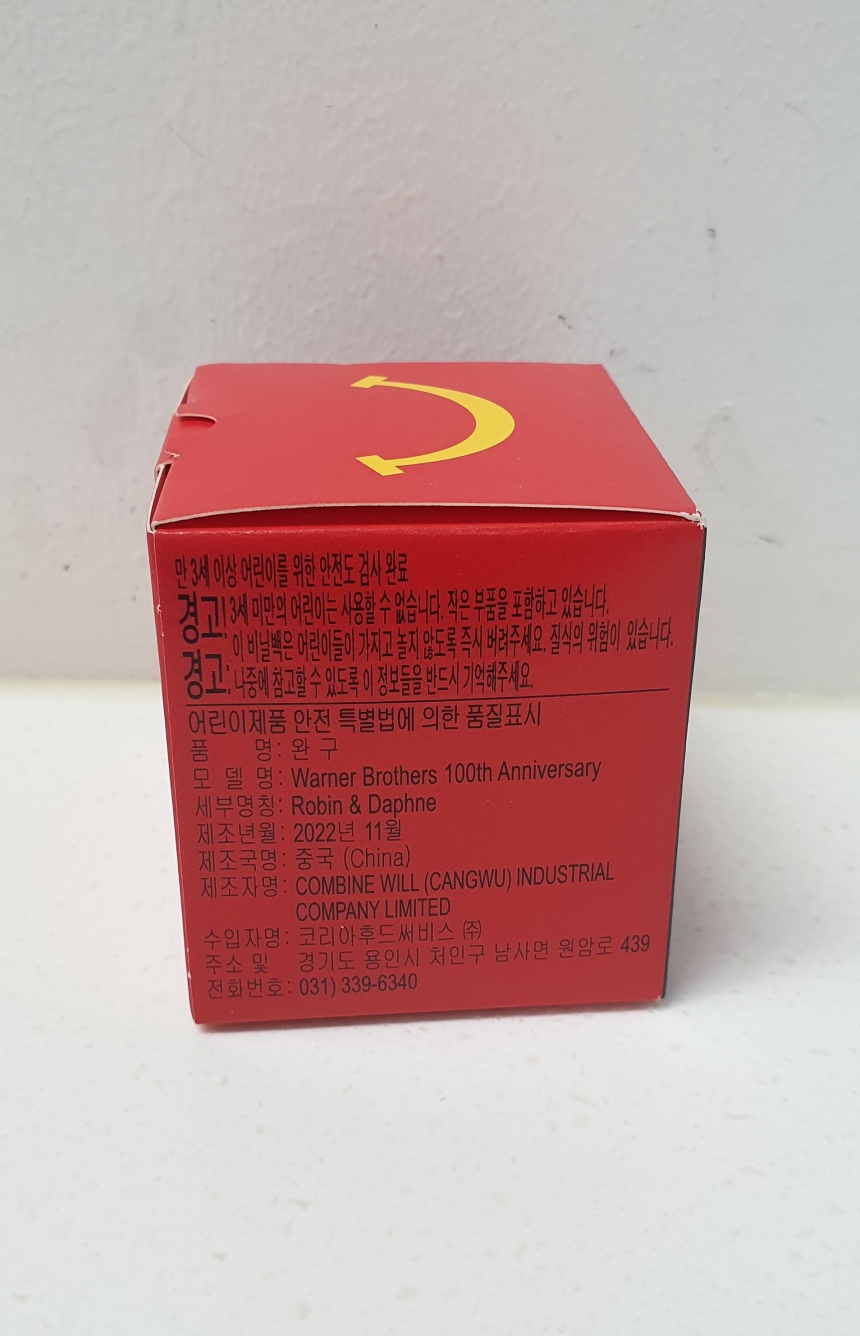 만 3세 이상 어린이를 위한 안전도 검사 완료
경고! 3세 미만의 어린이는 사용할 수 없습니다. 작은 부품을 포함하고 있습니다.
이 비닐백은 어린이들이 가지고 놀지 않도록 즉시 버려주세요. 질식의 위험이 있습니다.
경고! 나중에 참고할 수 있도록 이 정보들을 반드시 기억해주세요.
어린이제품 안전 특별법에 의한 품질표시
품 명: 완 구
모 델 명: Warner Brothers 100th Anniversary
세부명칭: Robin & Daphne
제조년월: 2022년 11월
제조국명: 중국 (China)
제조자명: COMBINE WILL (CANGWU) INDUSTRIAL
COMPANY LIMITED
수입자명: 코리아후드써비스 ㈜
주소 및 경기도 용인시 처인구 남사면 원암로 439
전화번호: 031) 339-6340